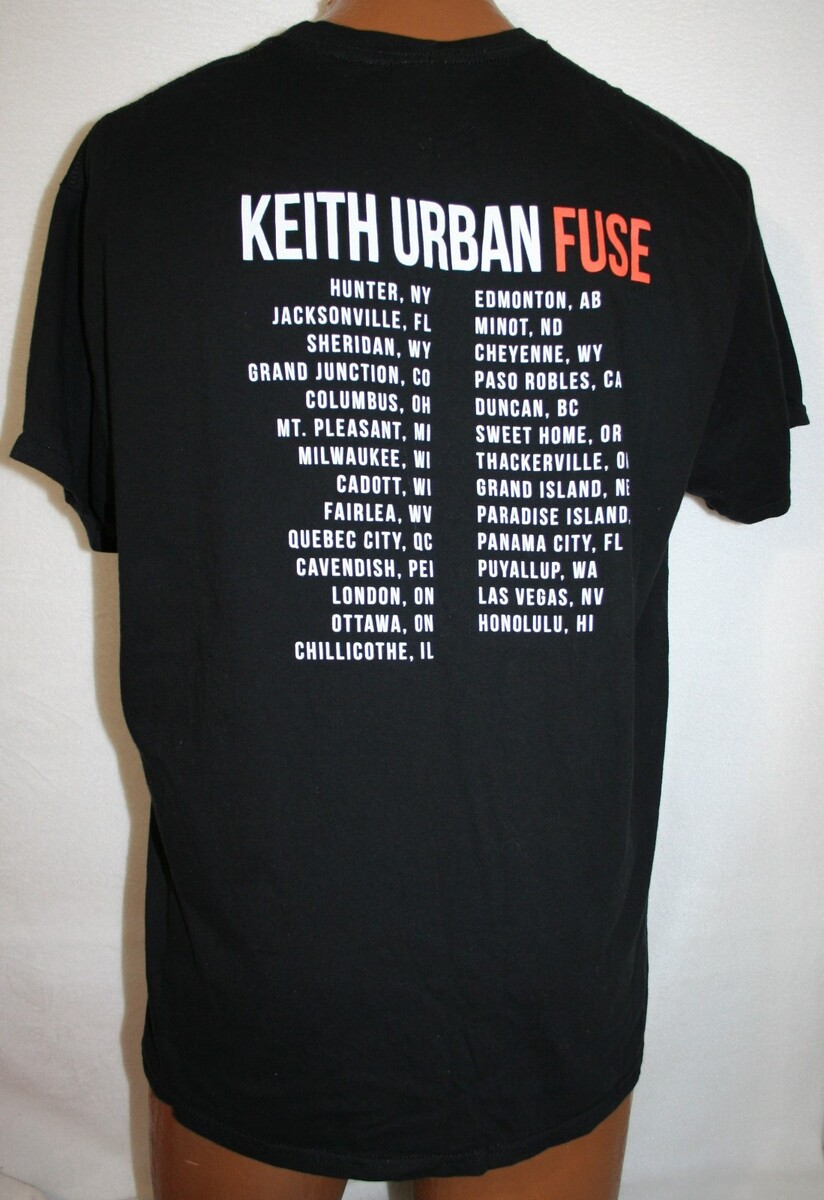 KEITH URBAN FUSE
HUNTER, NY
JACKSONVILLE, FL
SHERIDAN, WY
GRAND JUNCTION, CO
COLUMBUS, OH
MT. PLEASANT, MI
MILWAUKEE, WI
CADOTT, WI
FAIRLEA, WV
QUEBEC CITY, QC
CAVENDISH, PEI
LONDON, ON
OTTAWA, ON
CHILLICOTHE, IL
EDMONTON, AB
MINOT, ND
CHEYENNE, WY
PASO ROBLES, CA
DUNCAN, BC
SWEET HOME, OR
THACKERVILLE,
GRAND ISLAND, NE
PARADISE ISLAND,
PANAMA CITY, FL
PUYALLUP, WA
LAS VEGAS, NV
HONOLULU, HI